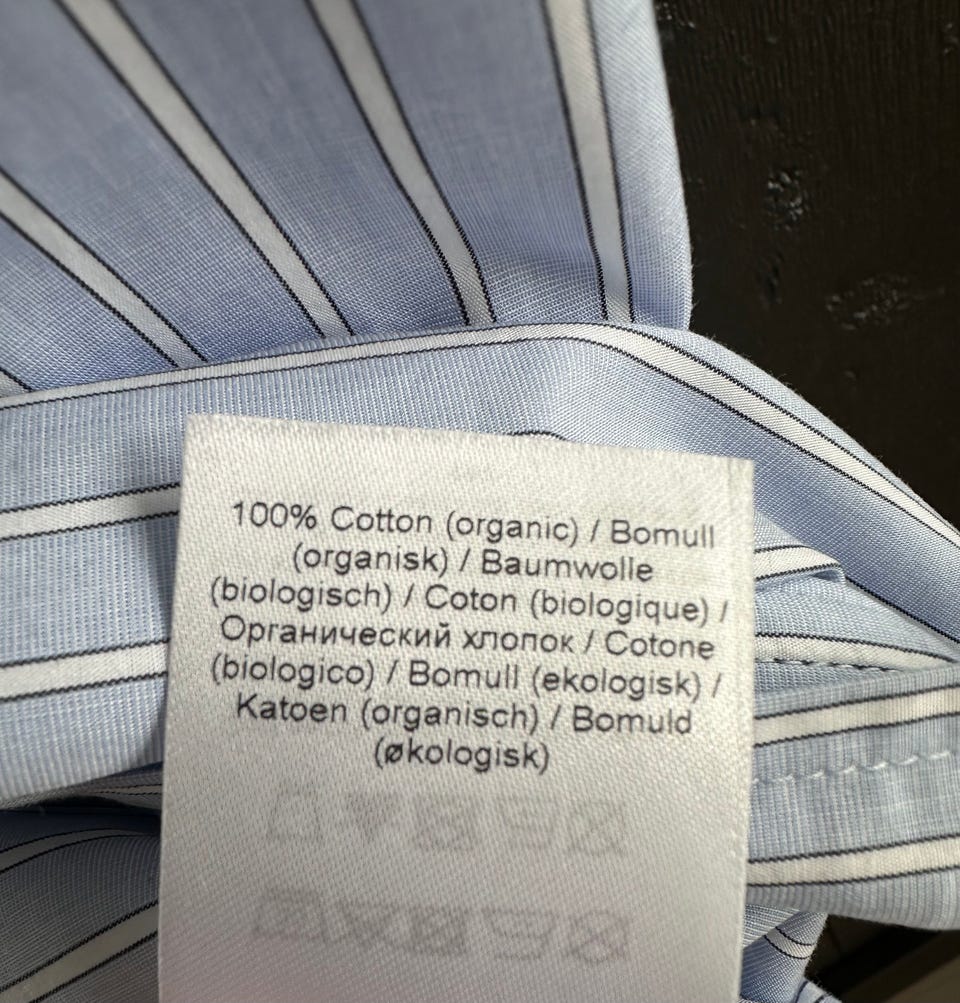 100% Cotton (organic) / Bomull
(organisk) / Baumwolle
(biologisch) / Coton (biologique) /
Органический хлопок / Cotone
(biologico) / Bomull (ekologisk) /
Katoen (organisch) / Bomuld
(økologisk)